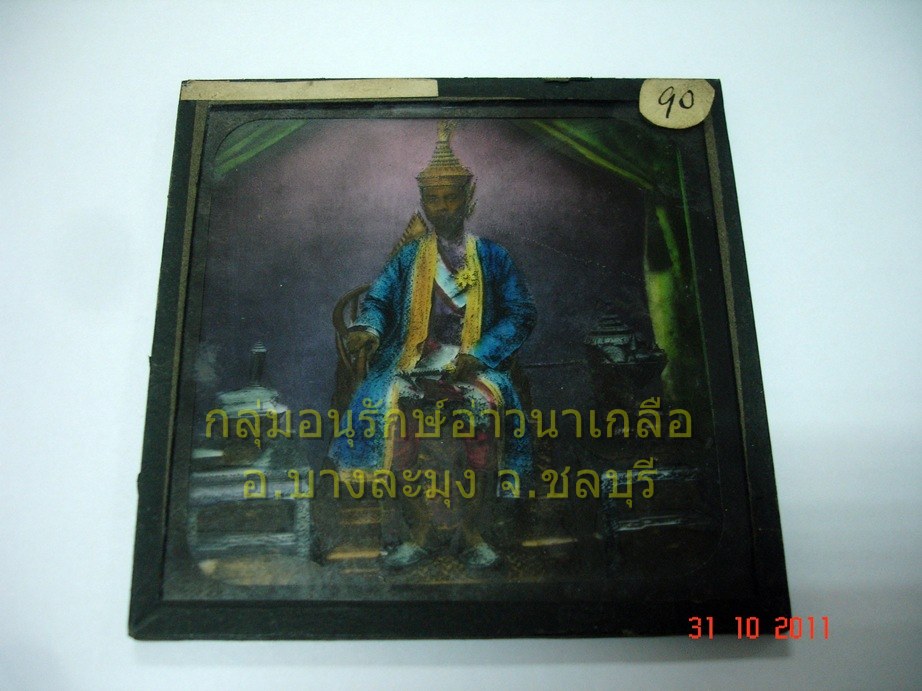 90
กลุ่มอนุรักษ์อ่าวนาเกลือ
อ.บางละมุง จ.ชลบุรี
31 10 2011